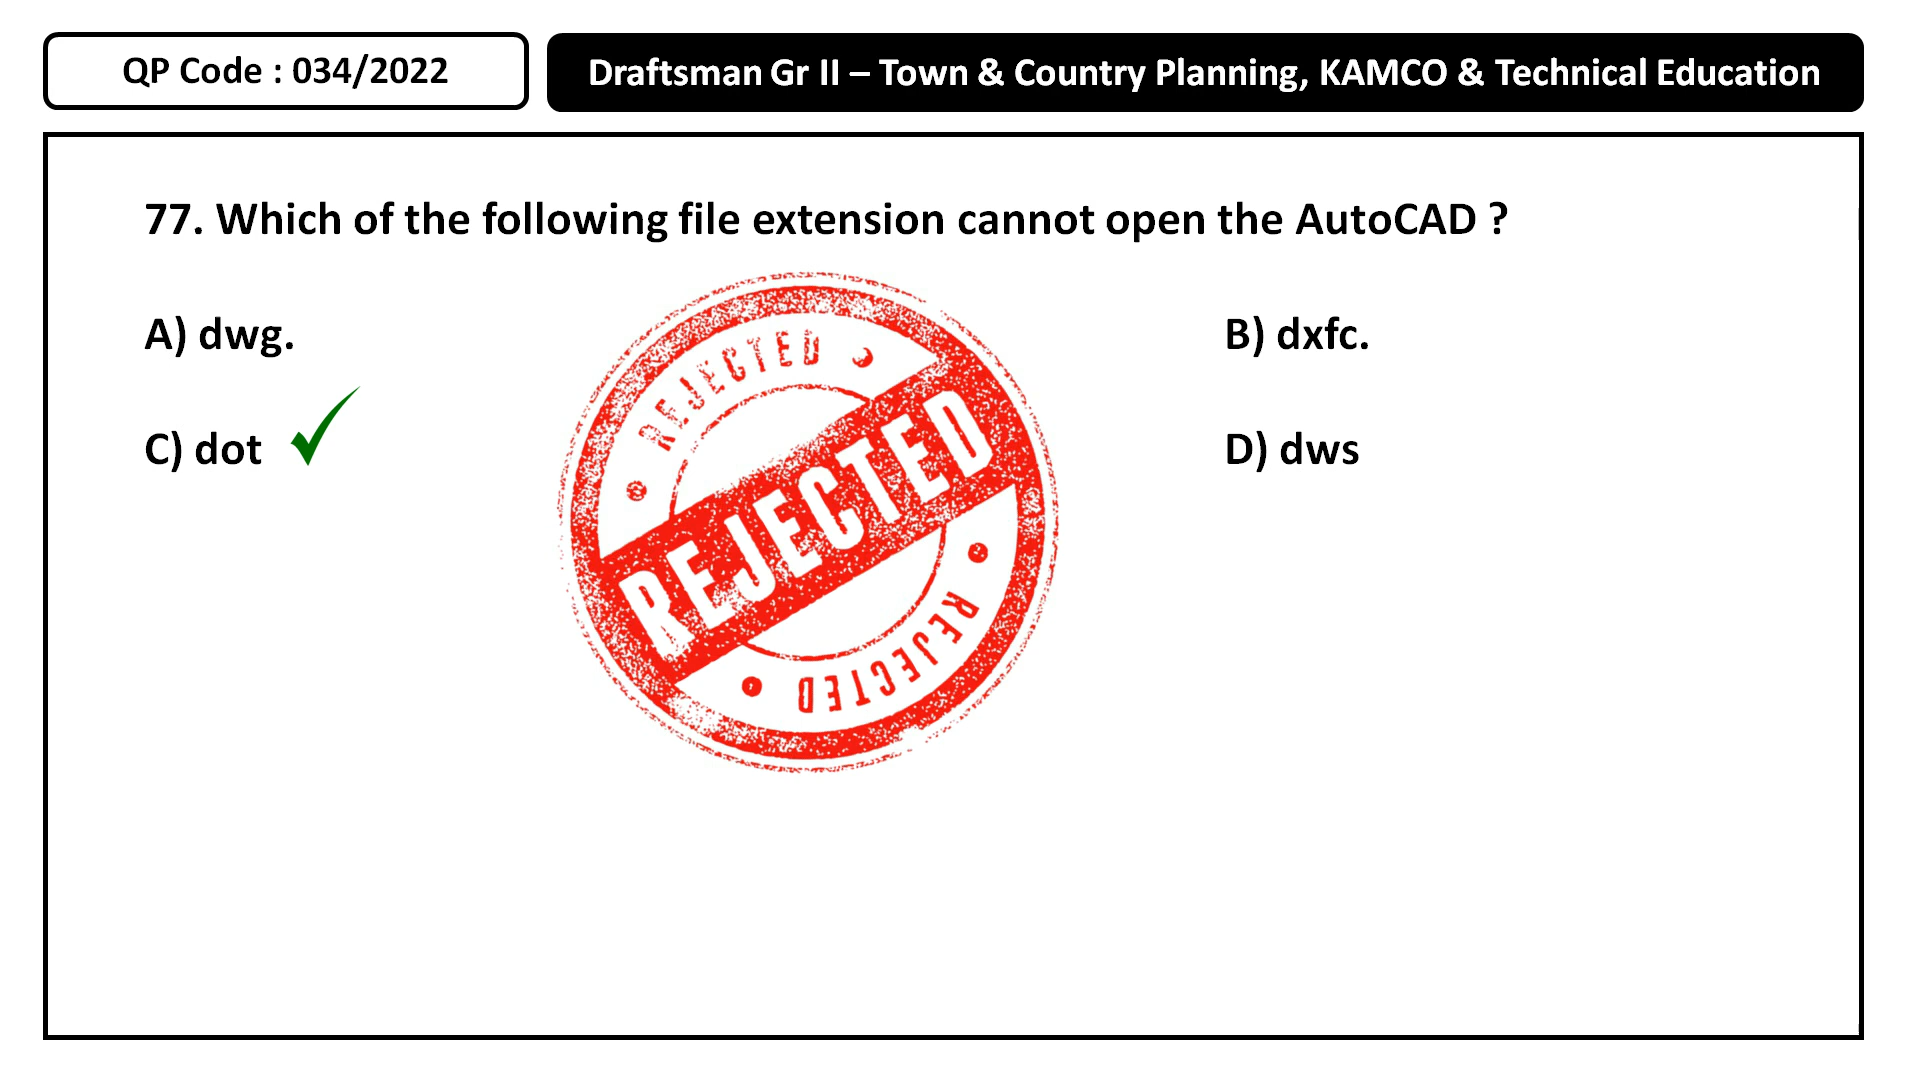 QP Code : 034/2022
Draftsman Gr II – Town & Country Planning, KAMCO & Technical Education
77. Which of the following file extension cannot open the AutoCAD ?
A) dwg.
B) dxfc.
C) dot
D) dws
REJECTED
REJECTED
REJECTED